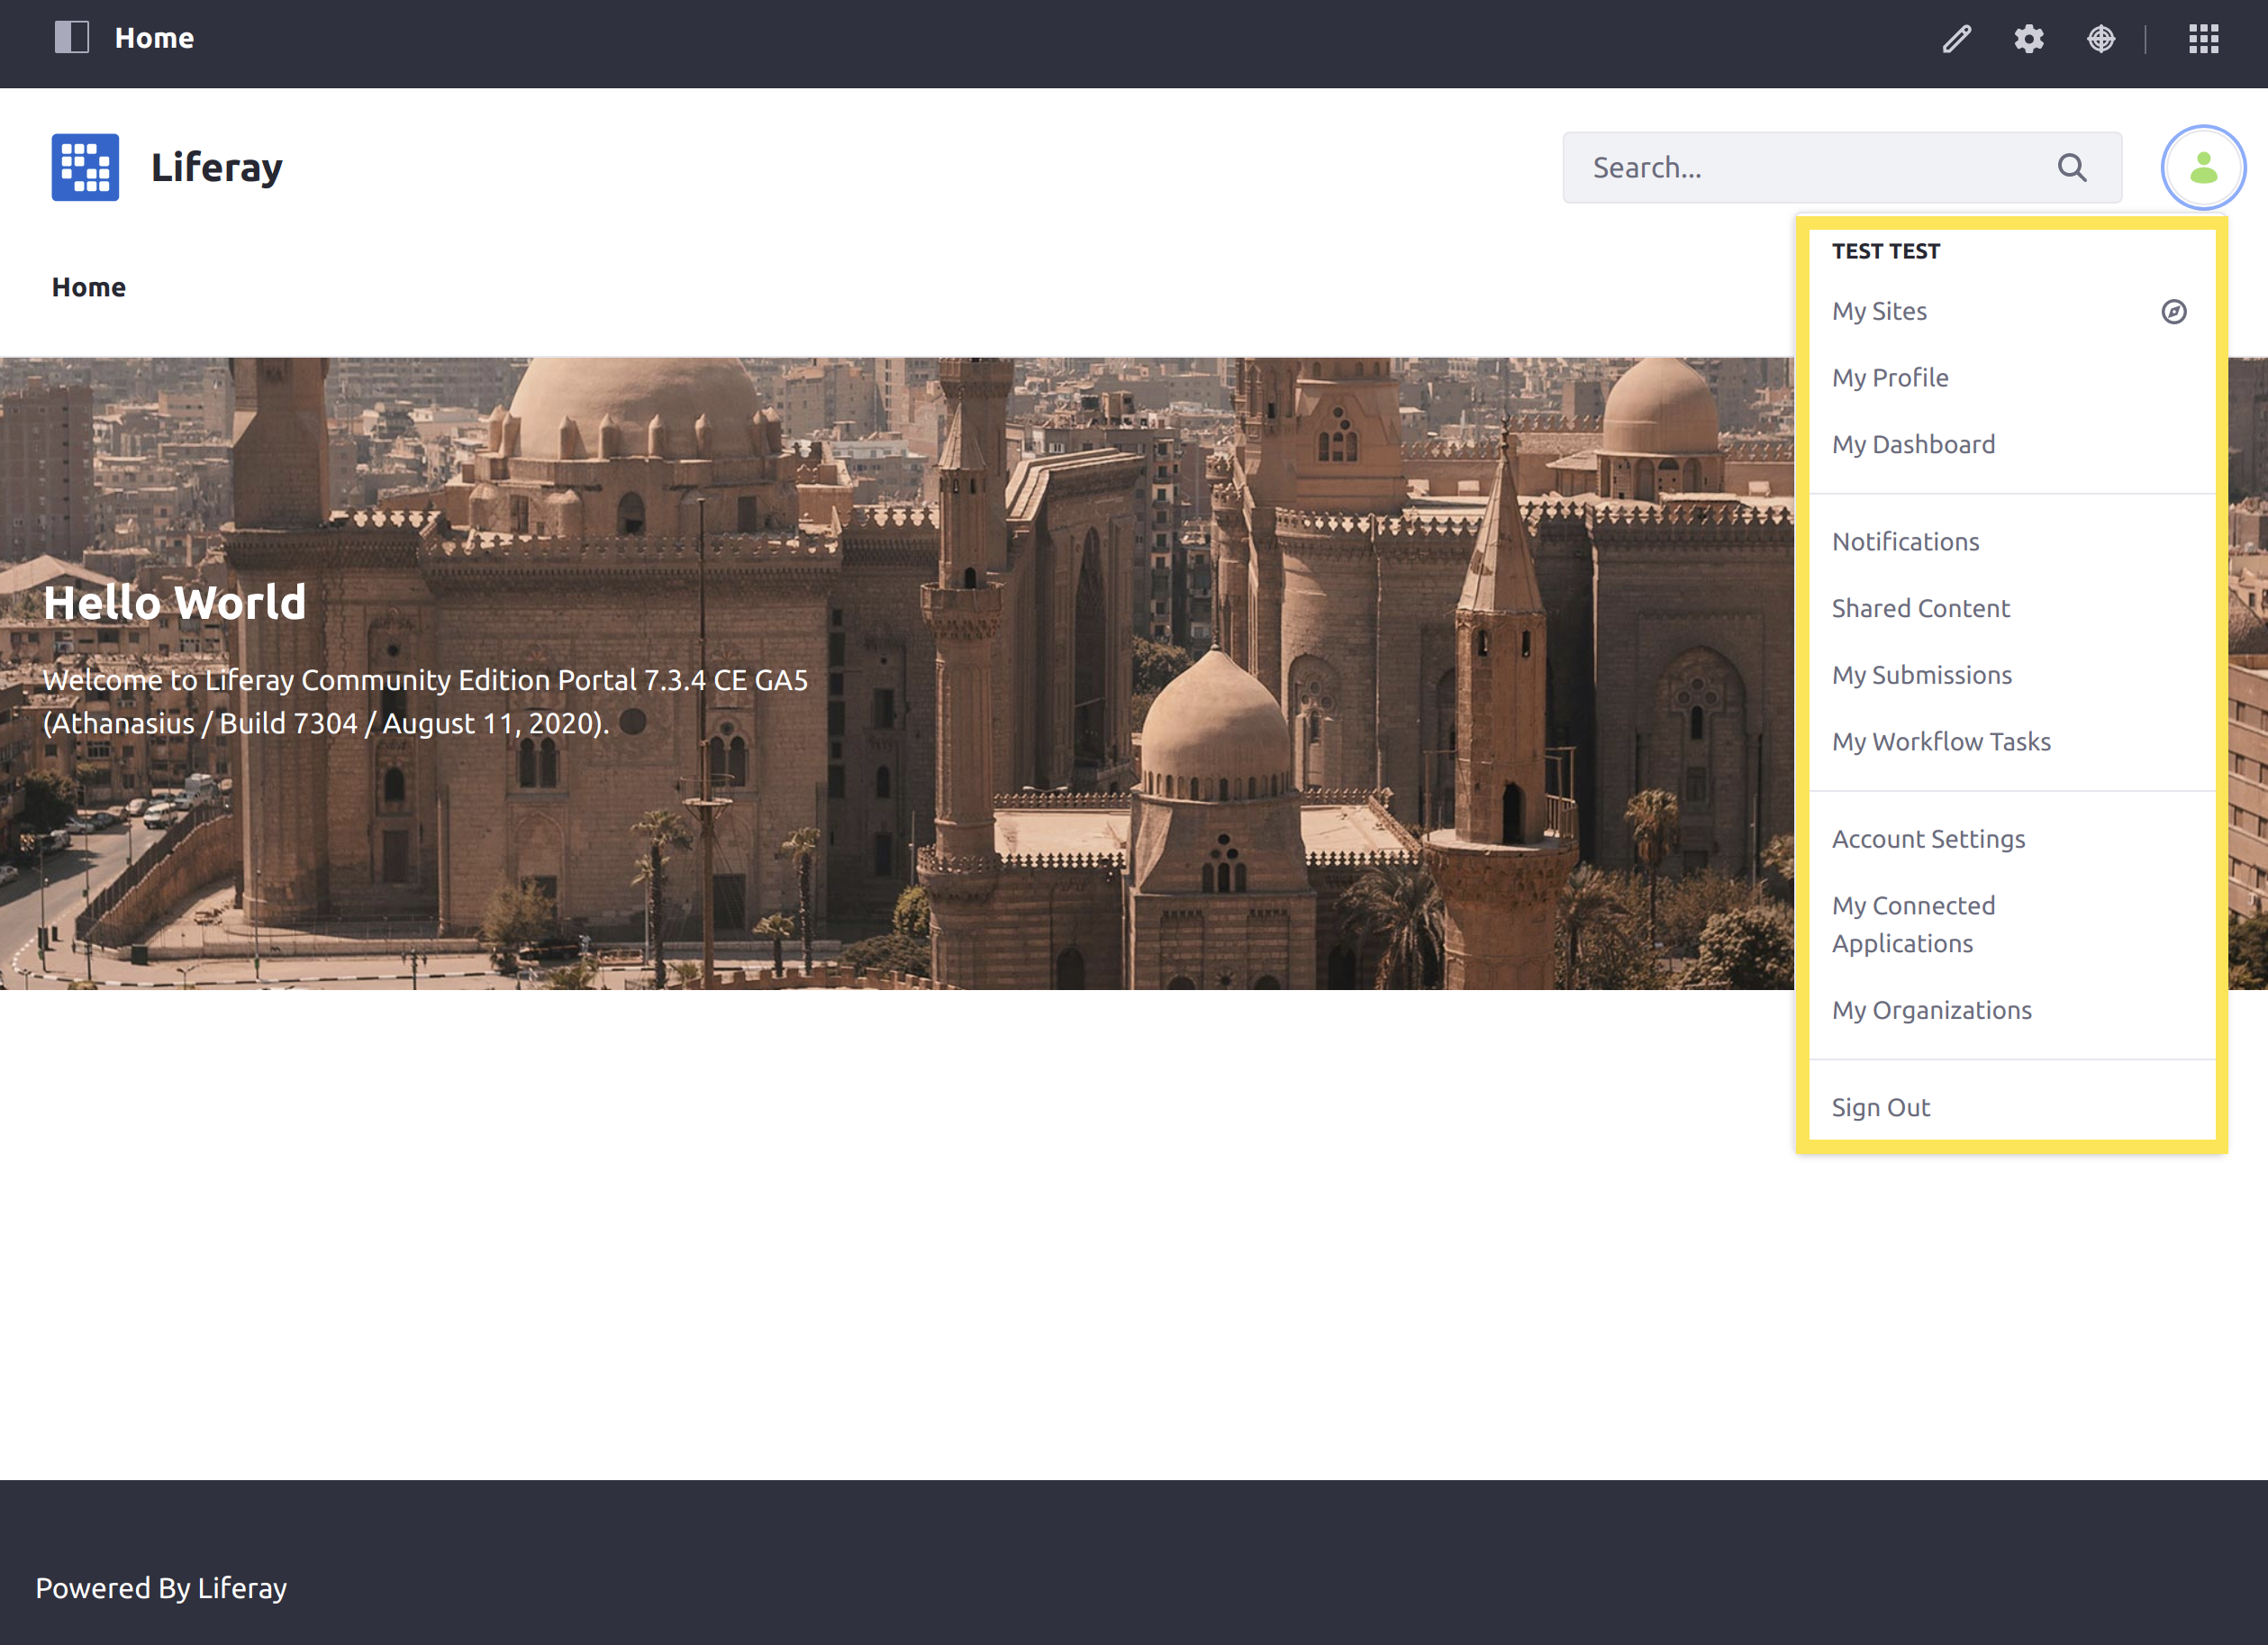 Home
Liferay
Search...
Home
TEST TEST
My Sites
My Profile
My Dashboard
Notifications
Shared Content
My Submissions
My Workflow Tasks
Account Settings
My Connected
Applications
My Organizations
Sign Out
Hello World
Welcome to Liferay Community Edition Portal 7.3.4 CE GA5
(Athanasius / Build 7304 / August 11, 2020).
Powered By Liferay